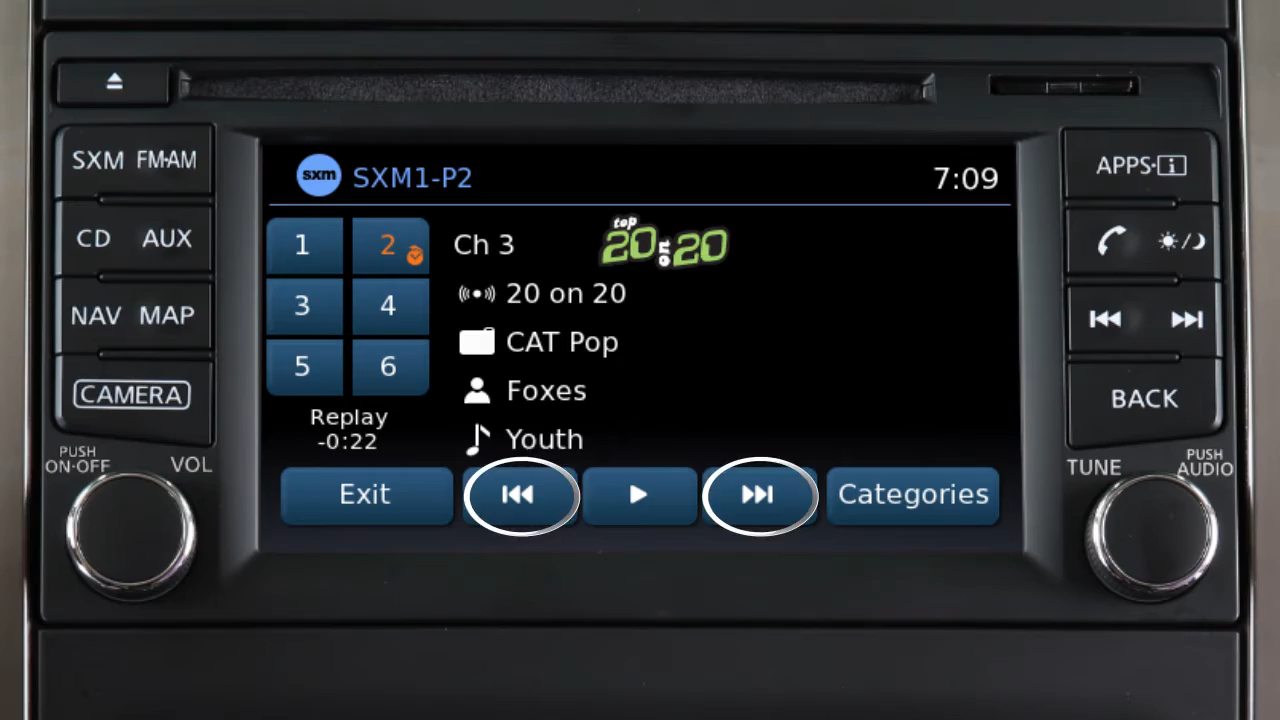 SXM FM·AM
CD AUX
NAV MAP
CAMERA
PUSH
ON·OFF
VOL
sxm SXM1-P2
7:09
1 2
3 4
5 6
Replay
-0:22
Ch 3
top 20 on 20
20 on 20
CAT Pop
Foxes
Youth
Exit
Categories
APPS·i
BACK
TUNE
PUSH
AUDIO